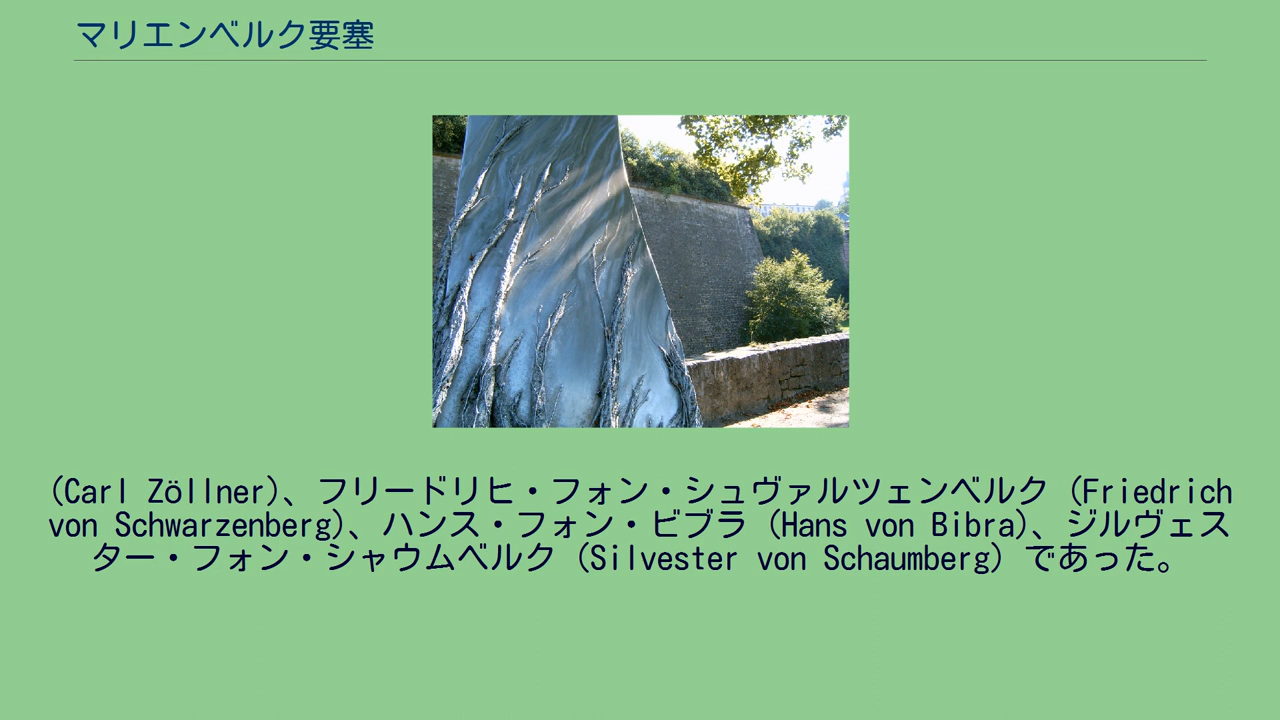 マリエンベルク要塞
(Carl Zöllner)、フリードリヒ・フォン・シュヴァルツェンベルク (Friedrich
von Schwarzenberg)、ハンス・フォン・ビブラ (Hans von Bibra)、ジルヴェス
ター・フォン・シャウムベルク (Silvester von Schaumberg) であった。